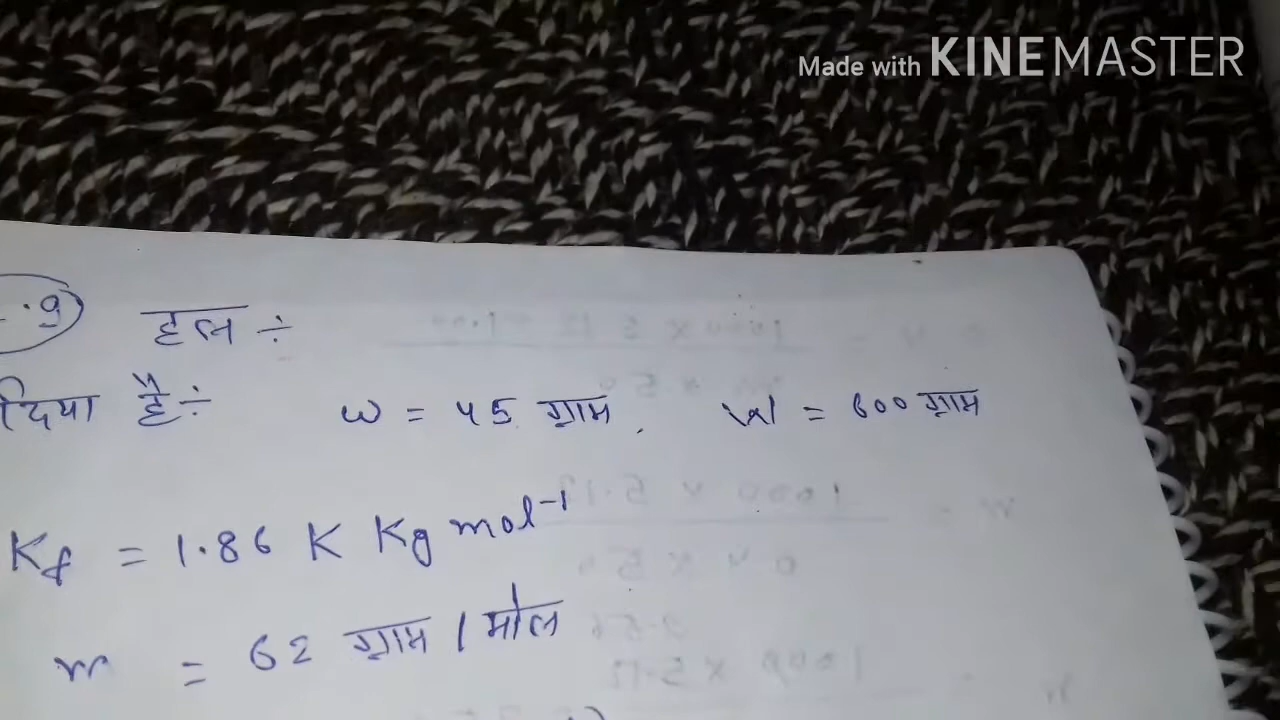 Made with KINEMASTER
.9
हल ÷
दिया है ÷ w = 45 ग्राम, W = 600 ग्राम
Kf = 1.86 K Kg mol⁻¹
m = 62 ग्राम / मोल